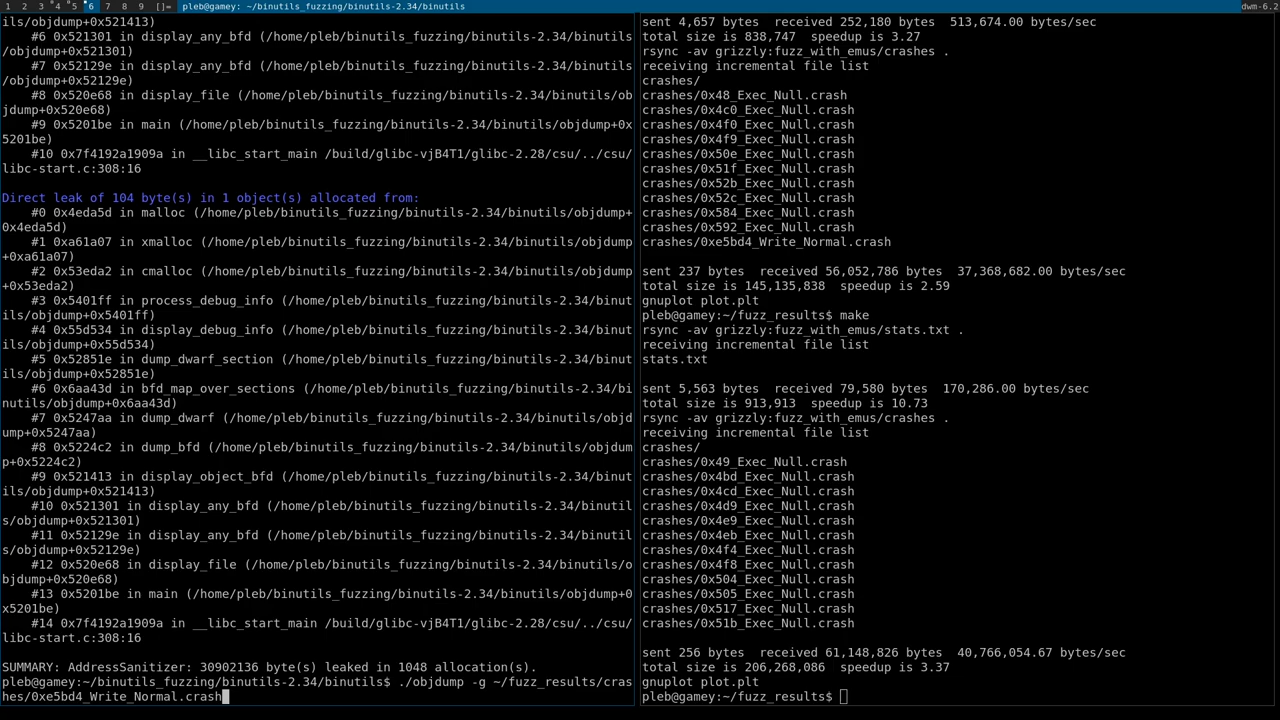 1 2 3 4 5 6 7 8 9 []= pleb@gamey: ~/binutils_fuzzing/binutils-2.34/binutils dwm-6.2
ils/objdump+0x521413)
    #6 0x521301 in display_any_bfd (/home/pleb/binutils_fuzzing/binutils-2.34/binutils
/objdump+0x521301)
    #7 0x52129e in display_any_bfd (/home/pleb/binutils_fuzzing/binutils-2.34/binutils
/objdump+0x52129e)
    #8 0x520e68 in display_file (/home/pleb/binutils_fuzzing/binutils-2.34/binutils/ob
jdump+0x520e68)
    #9 0x5201be in main (/home/pleb/binutils_fuzzing/binutils-2.34/binutils/objdump+0x
5201be)
    #10 0x7f4192a1909a in __libc_start_main /build/glibc-vjB4T1/glibc-2.28/csu/../csu/
libc-start.c:308:16
Direct leak of 104 byte(s) in 1 object(s) allocated from:
    #0 0x4eda5d in malloc (/home/pleb/binutils_fuzzing/binutils-2.34/binutils/objdump+
0x4eda5d)
    #1 0xa61a07 in xmalloc (/home/pleb/binutils_fuzzing/binutils-2.34/binutils/objdump
+0xa61a07)
    #2 0x53eda2 in cmalloc (/home/pleb/binutils_fuzzing/binutils-2.34/binutils/objdump
+0x53eda2)
    #3 0x5401ff in process_debug_info (/home/pleb/binutils_fuzzing/binutils-2.34/binut
ils/objdump+0x5401ff)
    #4 0x55d534 in display_debug_info (/home/pleb/binutils_fuzzing/binutils-2.34/binut
ils/objdump+0x55d534)
    #5 0x52851e in dump_dwarf_section (/home/pleb/binutils_fuzzing/binutils-2.34/binut
ils/objdump+0x52851e)
    #6 0x6aa43d in bfd_map_over_sections (/home/pleb/binutils_fuzzing/binutils-2.34/bi
nutils/objdump+0x6aa43d)
    #7 0x5247aa in dump_dwarf (/home/pleb/binutils_fuzzing/binutils-2.34/binutils/objd
ump+0x5247aa)
    #8 0x5224c2 in dump_bfd (/home/pleb/binutils_fuzzing/binutils-2.34/binutils/objdum
p+0x5224c2)
    #9 0x521413 in display_object_bfd (/home/pleb/binutils_fuzzing/binutils-2.34/binut
ils/objdump+0x521413)
    #10 0x521301 in display_any_bfd (/home/pleb/binutils_fuzzing/binutils-2.34/binutil
s/objdump+0x521301)
    #11 0x52129e in display_any_bfd (/home/pleb/binutils_fuzzing/binutils-2.34/binutil
s/objdump+0x52129e)
    #12 0x520e68 in display_file (/home/pleb/binutils_fuzzing/binutils-2.34/binutils/o
bjdump+0x520e68)
    #13 0x5201be in main (/home/pleb/binutils_fuzzing/binutils-2.34/binutils/objdump+0
x5201be)
    #14 0x7f4192a1909a in __libc_start_main /build/glibc-vjB4T1/glibc-2.28/csu/../csu/
libc-start.c:308:16
SUMMARY: AddressSanitizer: 30902136 byte(s) leaked in 1048 allocation(s).
pleb@gamey:~/binutils_fuzzing/binutils-2.34/binutils$ ./objdump -g ~/fuzz_results/cras
hes/0xe5bd4_Write_Normal.crash
sent 4,657 bytes  received 252,180 bytes  513,674.00 bytes/sec
total size is 838,747  speedup is 3.27
rsync -av grizzly:fuzz_with_emus/crashes .
receiving incremental file list
crashes/
crashes/0x48_Exec_Null.crash
crashes/0x4c0_Exec_Null.crash
crashes/0x4f0_Exec_Null.crash
crashes/0x4f9_Exec_Null.crash
crashes/0x50e_Exec_Null.crash
crashes/0x51f_Exec_Null.crash
crashes/0x52b_Exec_Null.crash
crashes/0x52c_Exec_Null.crash
crashes/0x584_Exec_Null.crash
crashes/0x592_Exec_Null.crash
crashes/0xe5bd4_Write_Normal.crash
sent 237 bytes  received 56,052,786 bytes  37,368,682.00 bytes/sec
total size is 145,135,838  speedup is 2.59
gnuplot plot.plt
pleb@gamey:~/fuzz_results$ make
rsync -av grizzly:fuzz_with_emus/stats.txt .
receiving incremental file list
stats.txt
sent 5,563 bytes  received 79,580 bytes  170,286.00 bytes/sec
total size is 913,913  speedup is 10.73
rsync -av grizzly:fuzz_with_emus/crashes .
receiving incremental file list
crashes/
crashes/0x49_Exec_Null.crash
crashes/0x4bd_Exec_Null.crash
crashes/0x4cd_Exec_Null.crash
crashes/0x4d9_Exec_Null.crash
crashes/0x4e9_Exec_Null.crash
crashes/0x4eb_Exec_Null.crash
crashes/0x4f4_Exec_Null.crash
crashes/0x4f8_Exec_Null.crash
crashes/0x504_Exec_Null.crash
crashes/0x505_Exec_Null.crash
crashes/0x517_Exec_Null.crash
crashes/0x51b_Exec_Null.crash
sent 256 bytes  received 61,148,826 bytes  40,766,054.67 bytes/sec
total size is 206,268,086  speedup is 3.37
gnuplot plot.plt
pleb@gamey:~/fuzz_results$